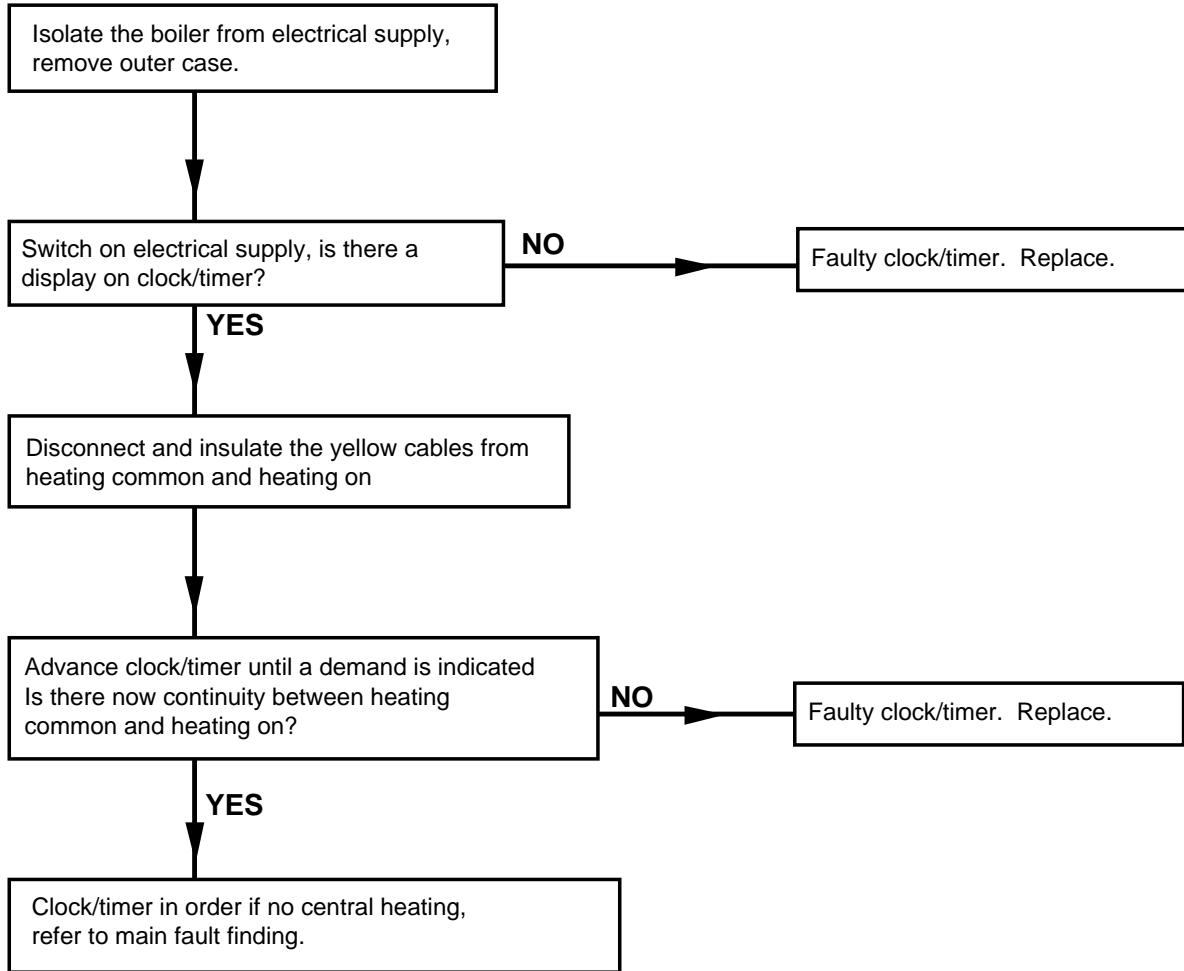 Isolate the boiler from electrical supply,
remove outer case.
Switch on electrical supply, is there a
display on clock/timer?
NO
Faulty clock/timer.  Replace.
YES
Disconnect and insulate the yellow cables from
heating common and heating on
Advance clock/timer until a demand is indicated
Is there now continuity between heating
common and heating on?
NO
Faulty clock/timer.  Replace.
YES
Clock/timer in order if no central heating,
refer to main fault finding.